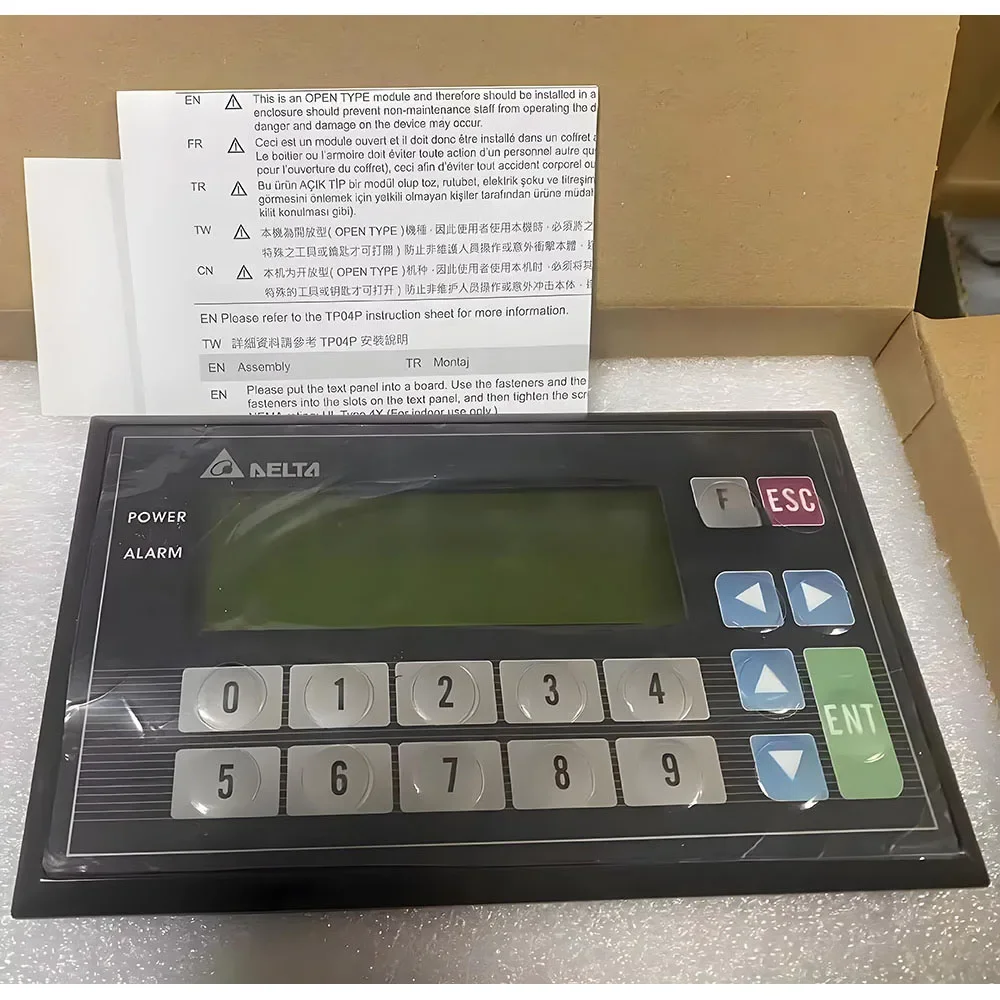 EN This is an OPEN TYPE module and therefore should be installed in a
enclosure should prevent non-maintenance staff from operating the d
danger and damage on the device may occur.
FR Ceci est un module ouvert et il doit donc être installé dans un coffret
Le boitier ou l'armoire doit éviter toute action d'un personnel autre qu
pour l'ouverture du coffret), ceci afin d'éviter tout accident corporel ou
TR Bu ürün AÇIK TİP bir modül olup toz, rutubet, elektrik şoku ve titreşim
görmesini önlemek için yetkili olmayan kişiler tarafından ürüne müdah
kilit konulması gibi).
TW 本機為開放型( OPEN TYPE )機種,因此使用者使用本機時,必須將之
特殊之工具或鑰匙才可打開)防止非維護人員操作或意外衝擊本體,
CN 本机为开放型( OPEN TYPE )机种,因此使用者使用本机时,必须将其
特殊的工具或钥匙才可打开)防止非维护人员操作或意外冲击本体,
EN Please refer to the TP04P instruction sheet for more information.
TW 詳細資料請參考 TP04P 安裝說明
EN Assembly TR Montaj
EN Please put the text panel into a board. Use the fasteners and the
fasteners into the slots on the text panel, and then tighten the scr
NEMA rating: UL Type 4X (For indoor use only)
DELTA
POWER
ALARM
F ESC
0 1 2 3 4
ENT
5 6 7 8 9